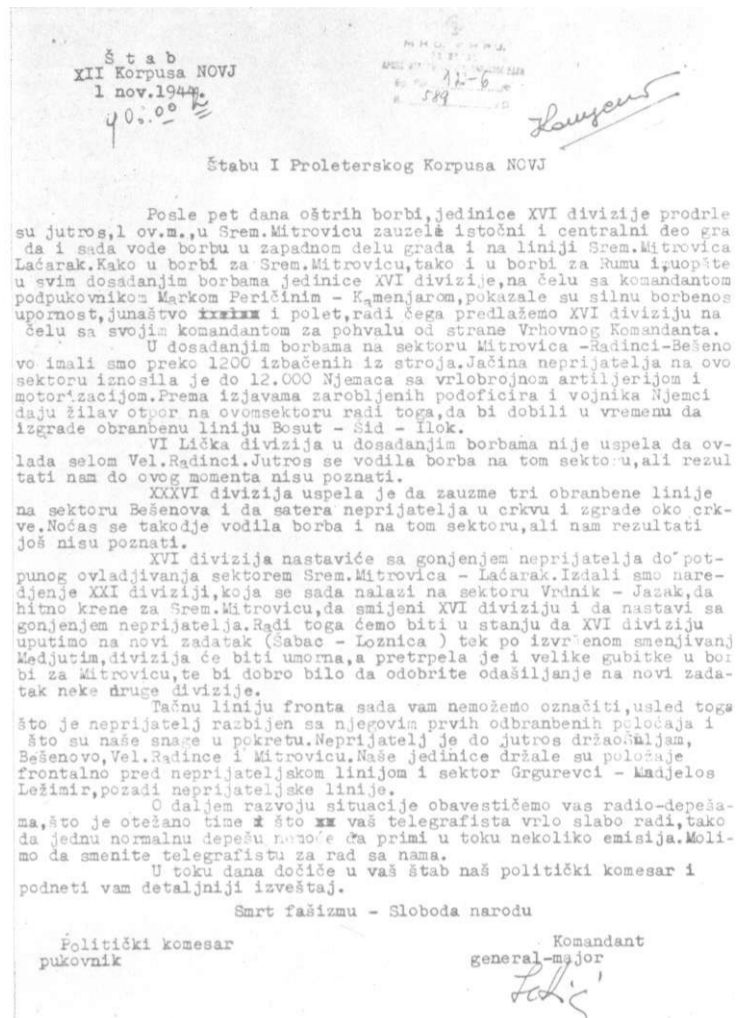 Štab
XII Korpusa NOVJ
1 nov.1944
12-6
589
Štabu I Proleterskog Korpusa NOVJ
Posle pet dana oštrih borbi,jedinice XVI divizije prodrle
su jutros,1 ov.m.,u Srem.Mitrovicu zauzele istočni i centralni deo gra
da i sada vode borbu u zapadnom delu grada i na liniji Srem.Mitrovica
Laćarak.Kako u borbi za Srem.Mitrovicu,tako i u borbi za Rumu i,uopšte
u svim dosadanjim borbama jedinice XVI divizije,na čelu sa komandantom
podpukovnikom Markom Peričinim - Kamenjarom,pokazale su silnu borbenos
upornost,junaštvo i polet,radi čega predlažemo XVI diviziju na
čelu sa svojim komandantom za pohvalu od strane Vrhovnog Komandanta.
U dosadanjim borbama na sektoru Mitrovica -Radinci-Bešeno
vo imali smo preko 1200 izbačenih iz stroja.Jačina neprijatelja na ovo
sektoru iznosila je do 12.000 Njemaca sa vrlobrojnom artiljerijom i
motorizacijom.Prema izjavama zarobljenih podoficira i vojnika Njemci
daju žilav otpor na ovomsektoru radi toga,da bi dobili u vremenu da
izgrade obranbenu liniju Bosut - Šid - Ilok.
VI Lička divizija u dosadanjim borbama nije uspela da ov-
lada selom Vel.Radinci.Jutros se vodila borba na tom sektoru,ali rezul
tati nam do ovog momenta nisu poznati.
XXXVI divizija uspela je da zauzme tri obranbene linije
na sektoru Bešenova i da satera neprijatelja u crkvu i zgrade oko crk-
ve.Noćas se takodje vodila borba i na tom sektoru,ali nam rezultati
još nisu poznati.
XVI divizija nastaviće sa gonjenjem neprijatelja do pot-
punog ovladjivanja sektorem Srem.Mitrovica - Laćarak.Izdali smo nare-
djenje XXI diviziji,koja se sada nalazi na sektoru Vrdnik - Jazak,da
hitno krene za Srem.Mitrovicu,da smijeni XVI diviziju i da nastavi sa
gonjenjem neprijatelja.Radi toga ćemo biti u stanju da XVI diviziju
uputimo na novi zadatak (Šabac - Loznica ) tek po izvršenom smenjivanj
Medjutim,divizija će biti umorna,a pretrpela je i velike gubitke u bor
bi za Mitrovicu,te bi dobro bilo da odobrite odašiljanje na novi zada-
tak neke druge divizije.
Tačnu liniju fronta sada vam nemožemo označiti,usled toga
što je neprijatelj razbijen sa njegovim prvih odbranbenih položaja i
što su naše snage u pokretu.Neprijatelj je do jutros držao
Bešenovo,Vel.Radince i Mitrovicu.Naše jedinice držale su položaje
frontalno pred neprijateljskom linijom i sektor Grgurevci - Madjelos
Ležimir,pozadi neprijateljske linije.
O daljem razvoju situacije obavestićemo vas radio-depeša-
ma,što je otežano time što vaš telegrafista vrlo slabo radi,tako
da jednu normalnu depešu nemože da primi u toku nekoliko emisija.Moli-
mo da smenite telegrafistu za rad sa nama.
U toku dana dočiče u vaš štab naš politički komesar i
podneti vam detaljniji izveštaj.
Smrt fašizmu - Sloboda narodu
Politički komesar
Komandant
pukovnik
general-major